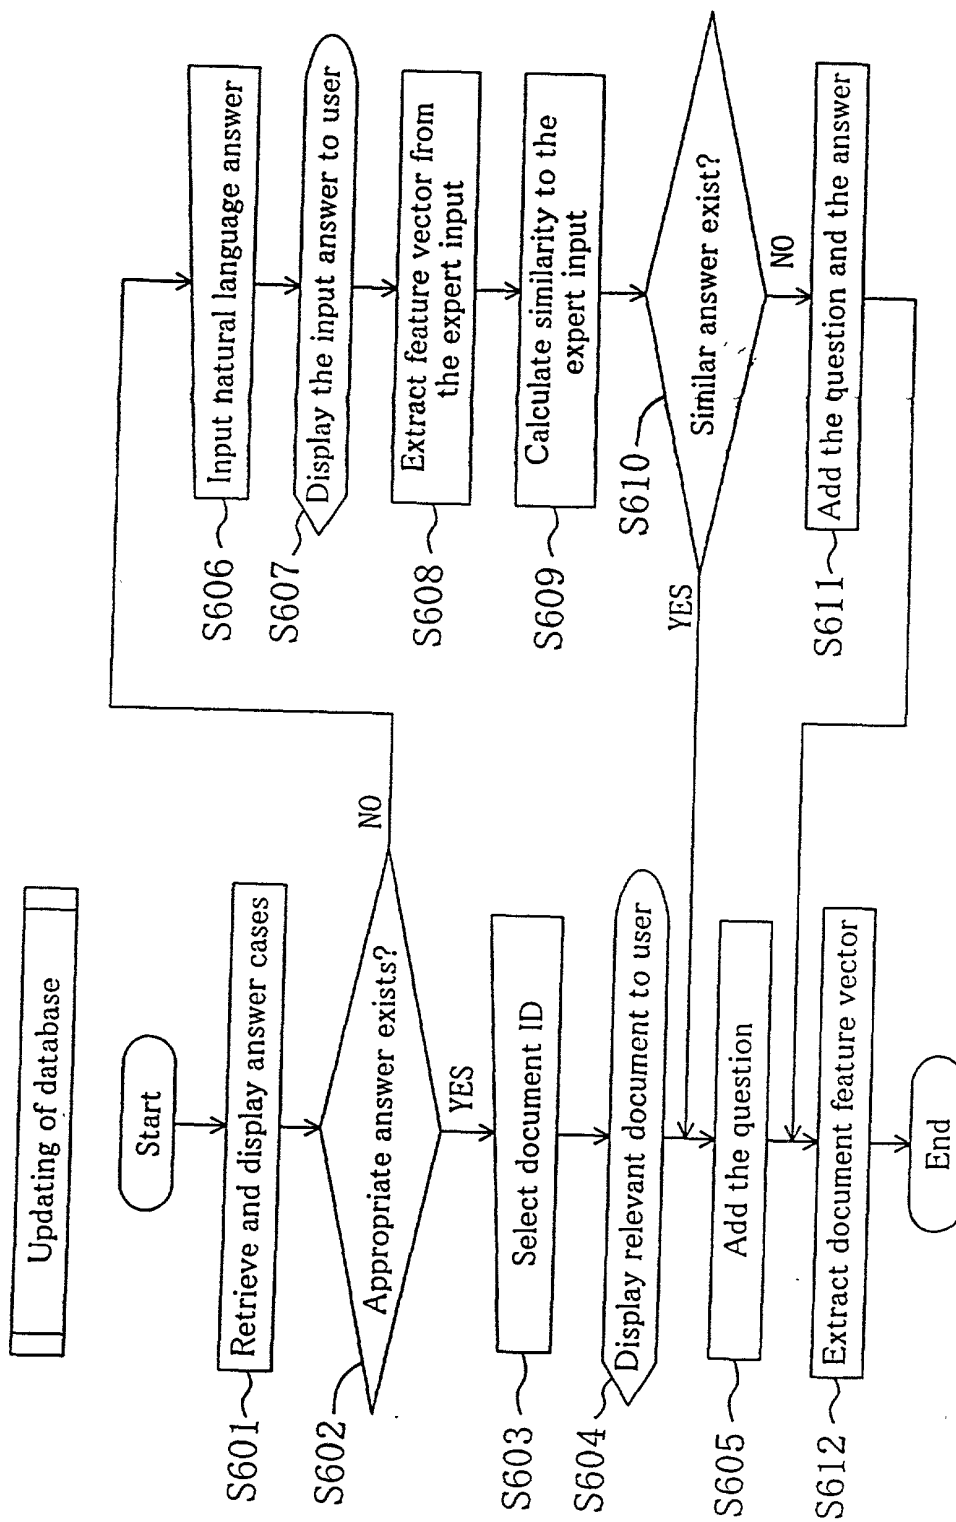 Updating of database
Start
S601
Retrieve and display answer cases
S602
Appropriate answer exists?
NO
YES
S603
Select document ID
S604
Display relevant document to user
S605
Add the question
S612
Extract document feature vector
End
S606
Input natural language answer
S607
Display the input answer to user
S608
Extract feature vector from
the expert input
S609
Calculate similarity to the
expert input
S610
Similar answer exist?
YES
NO
S611
Add the question and the answer